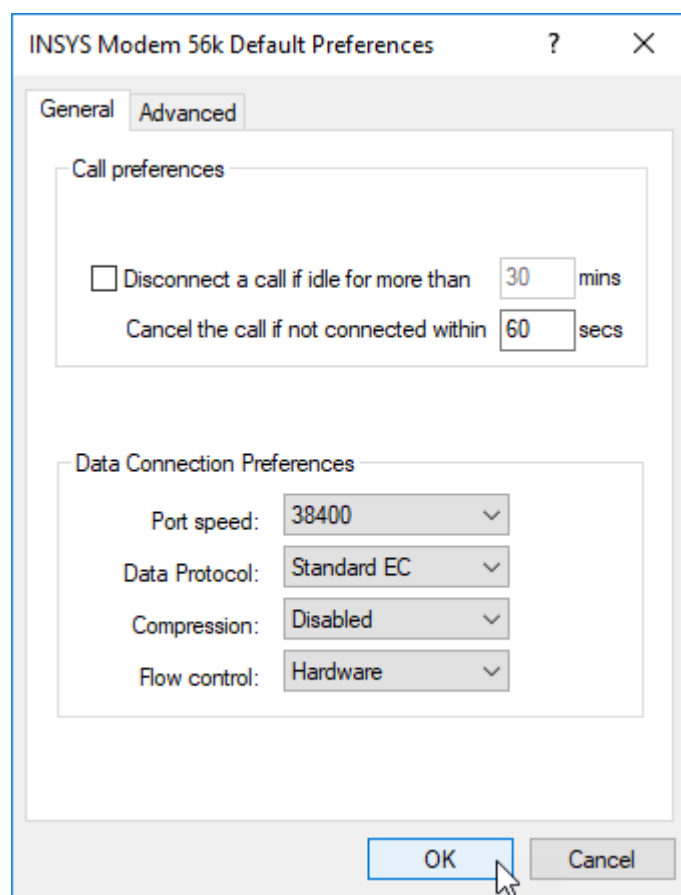 INSYS Modem 56k Default Preferences ? ×
General Advanced
Call preferences
Disconnect a call if idle for more than 30 mins
Cancel the call if not connected within 60 secs
Data Connection Preferences
Port speed: 38400
Data Protocol: Standard EC
Compression: Disabled
Flow control: Hardware
OK Cancel